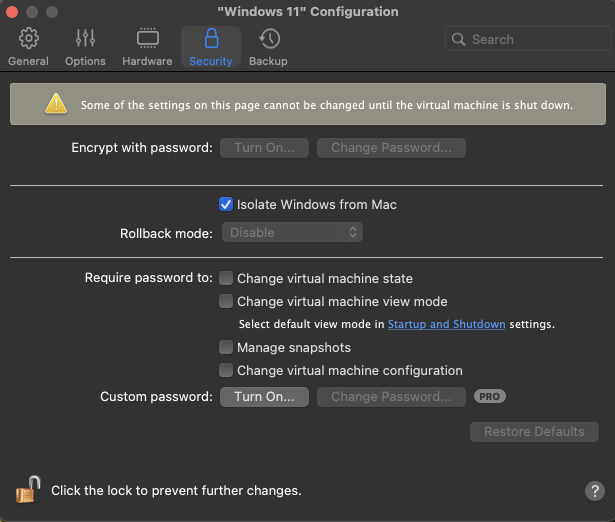 "Windows 11" Configuration
General Options Hardware Security Backup Search
Some of the settings on this page cannot be changed until the virtual machine is shut down.
Encrypt with password: Turn On... Change Password...
Isolate Windows from Mac
Rollback mode: Disable
Require password to: Change virtual machine state
Change virtual machine view mode
Select default view mode in Startup and Shutdown settings.
Manage snapshots
Change virtual machine configuration
Custom password: Turn On... Change Password... PRO
Restore Defaults
Click the lock to prevent further changes. ?